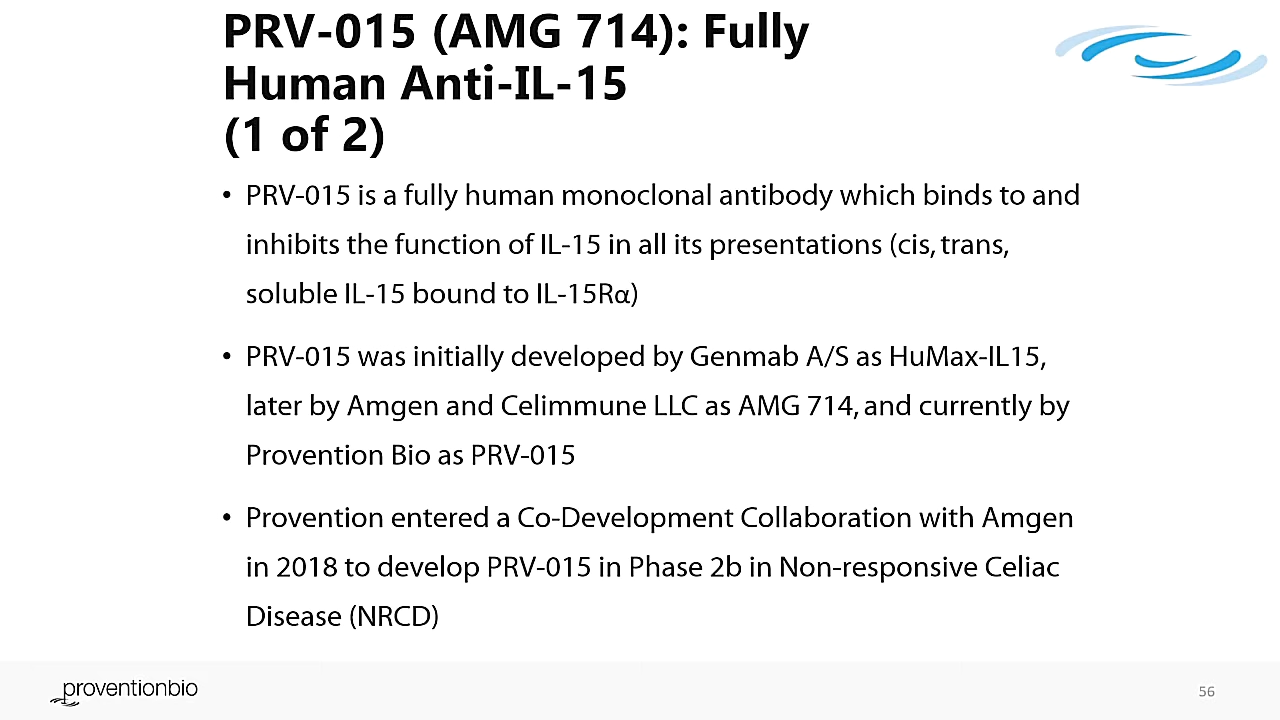 PRV-015 (AMG 714): Fully
Human Anti-IL-15
(1 of 2)
• PRV-015 is a fully human monoclonal antibody which binds to and
inhibits the function of IL-15 in all its presentations (cis, trans,
soluble IL-15 bound to IL-15Rα)
• PRV-015 was initially developed by Genmab A/S as HuMax-IL15,
later by Amgen and Celimmune LLC as AMG 714, and currently by
Provention Bio as PRV-015
• Provention entered a Co-Development Collaboration with Amgen
in 2018 to develop PRV-015 in Phase 2b in Non-responsive Celiac
Disease (NRCD)
proventionbio
56